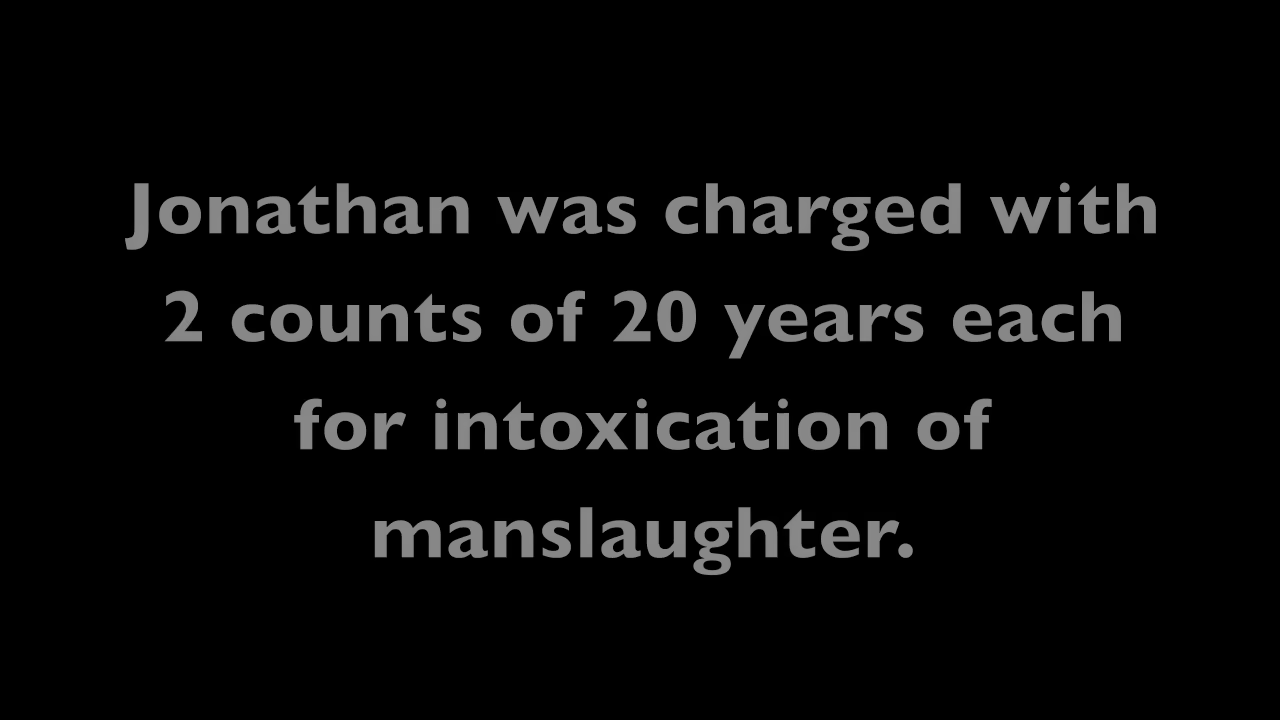 Jonathan was charged with
2 counts of 20 years each
for intoxication of
manslaughter.